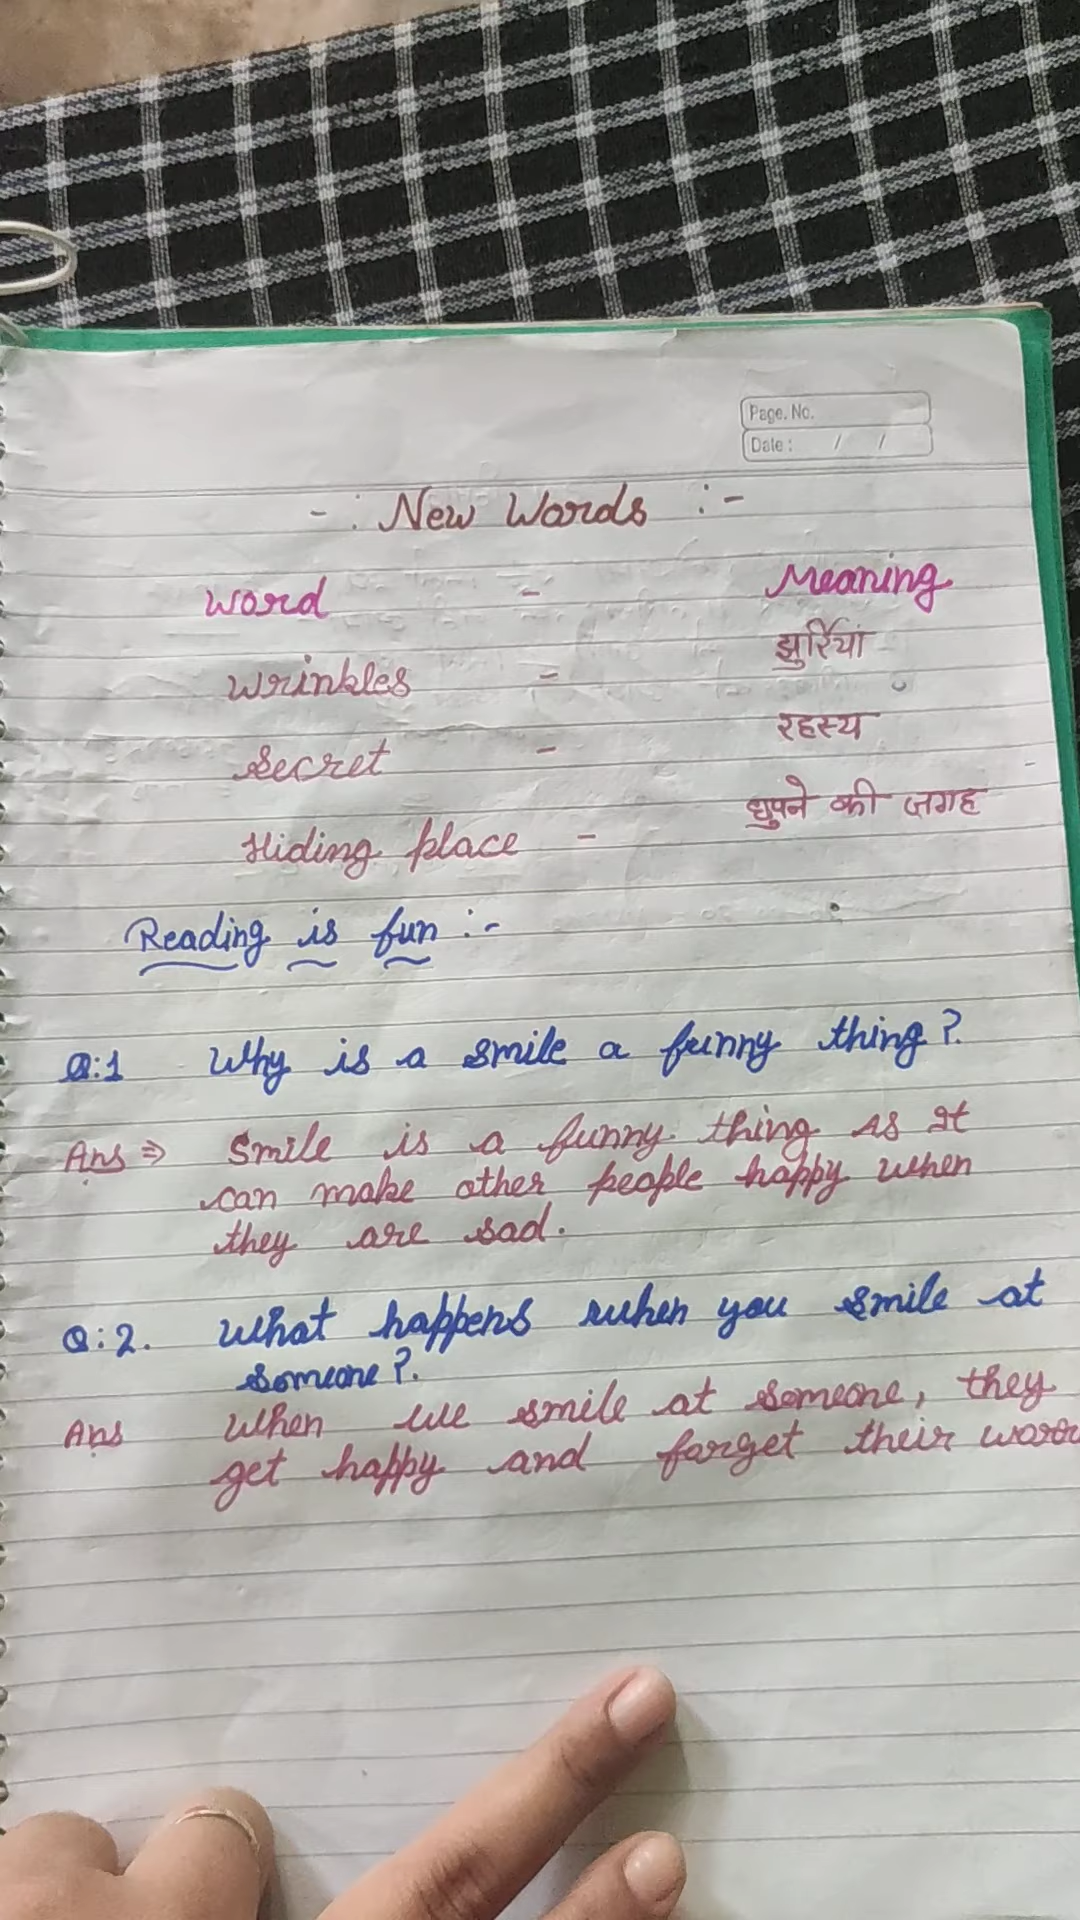 Page. No.
Date : / /
- : New Words : -
Word - Meaning
Wrinkles - झुर्रियां
Secret - रहस्य
Hiding place - छुपने की जगह
Reading is fun :-
Q:1 Why is a smile a funny thing?
Ans ⇒ Smile is a funny thing as It
can make other people happy when
they are sad.
Q:2. What happens when you smile at
someone?.
Ans When we smile at someone, they
get happy and forget their